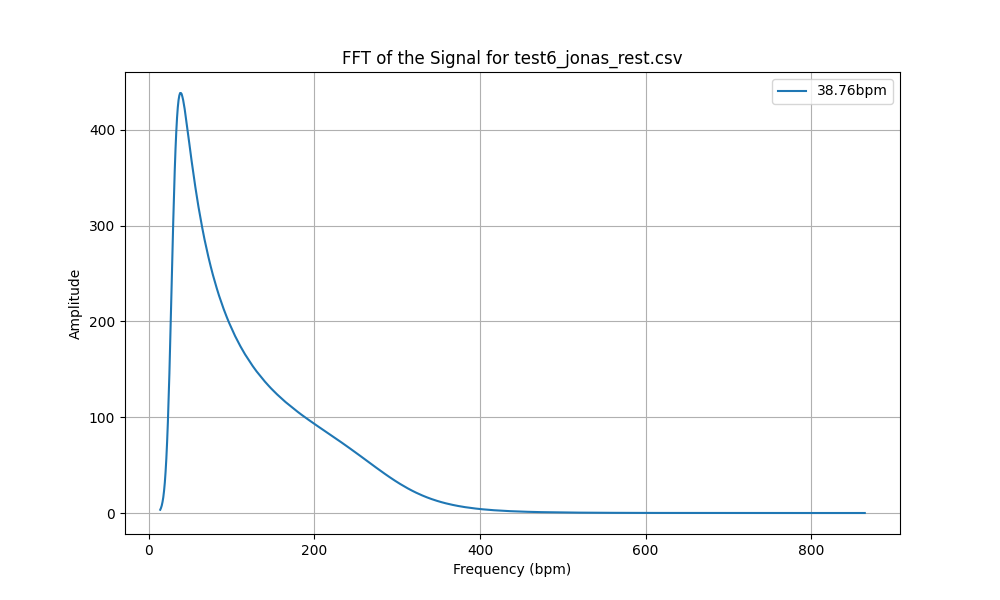 FFT of the Signal for test6_jonas_rest.csv
38.76bpm
400
300
200
100
0
Amplitude
0 200 400 600 800
Frequency (bpm)